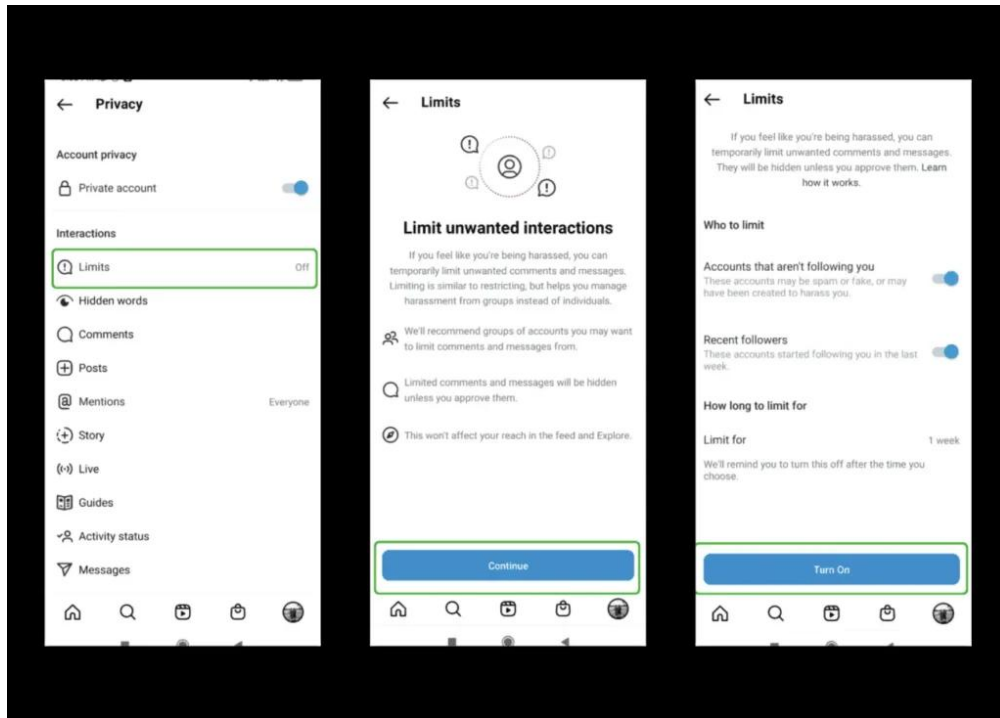 Privacy
Account privacy
Private account
Interactions
Limits Off
Hidden words
Comments
Posts
Mentions Everyone
Story
Live
Guides
Activity status
Messages
Limits
Limit unwanted interactions
If you feel like you're being harassed, you can
temporarily limit unwanted comments and messages.
Limiting is similar to restricting, but helps you manage
harassment from groups instead of individuals.
We'll recommend groups of accounts you may want
to limit comments and messages from.
Limited comments and messages will be hidden
unless you approve them.
This won't affect your reach in the feed and Explore.
Continue
Limits
If you feel like you're being harassed, you can
temporarily limit unwanted comments and messages.
They will be hidden unless you approve them. Learn
how it works.
Who to limit
Accounts that aren't following you
These accounts may be spam or fake, or may
have been created to harass you.
Recent followers
These accounts started following you in the last
week.
How long to limit for
Limit for 1 week
We'll remind you to turn this off after the time you
choose.
Turn On